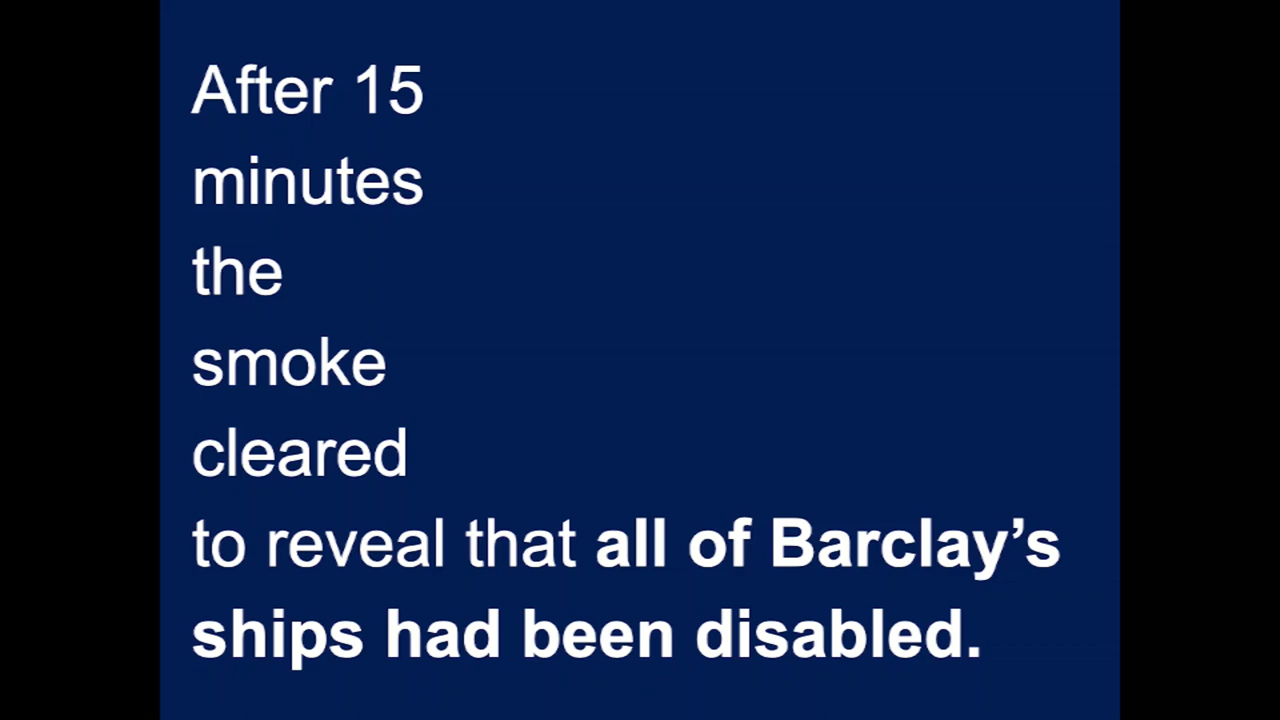 After 15
minutes
the
smoke
cleared
to reveal that all of Barclay’s
ships had been disabled.